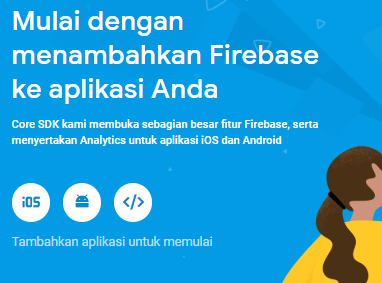 Mulai dengan
menambahkan Firebase
ke aplikasi Anda
Core SDK kami membuka sebagian besar fitur Firebase, serta
menyertakan Analytics untuk aplikasi iOS dan Android
iOS
</>
Tambahkan aplikasi untuk memulai